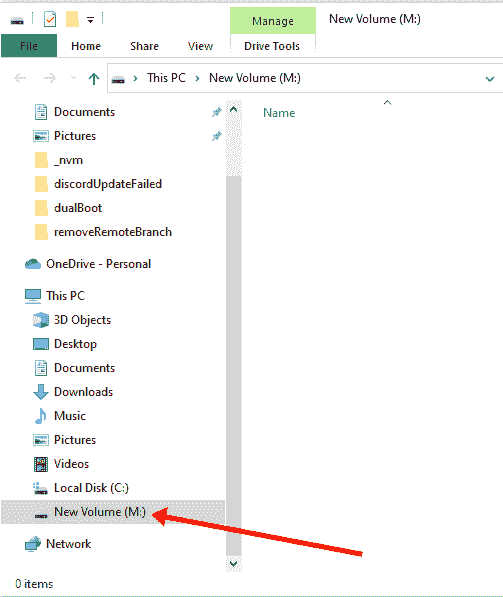 Manage
New Volume (M:)
File
Home
Share
View
Drive Tools
This PC
New Volume (M:)
Documents
Pictures
_nvm
discordUpdateFailed
dualBoot
removeRemoteBranch
OneDrive - Personal
This PC
3D Objects
Desktop
Documents
Downloads
Music
Pictures
Videos
Local Disk (C:)
New Volume (M:)
Network
Name
0 items